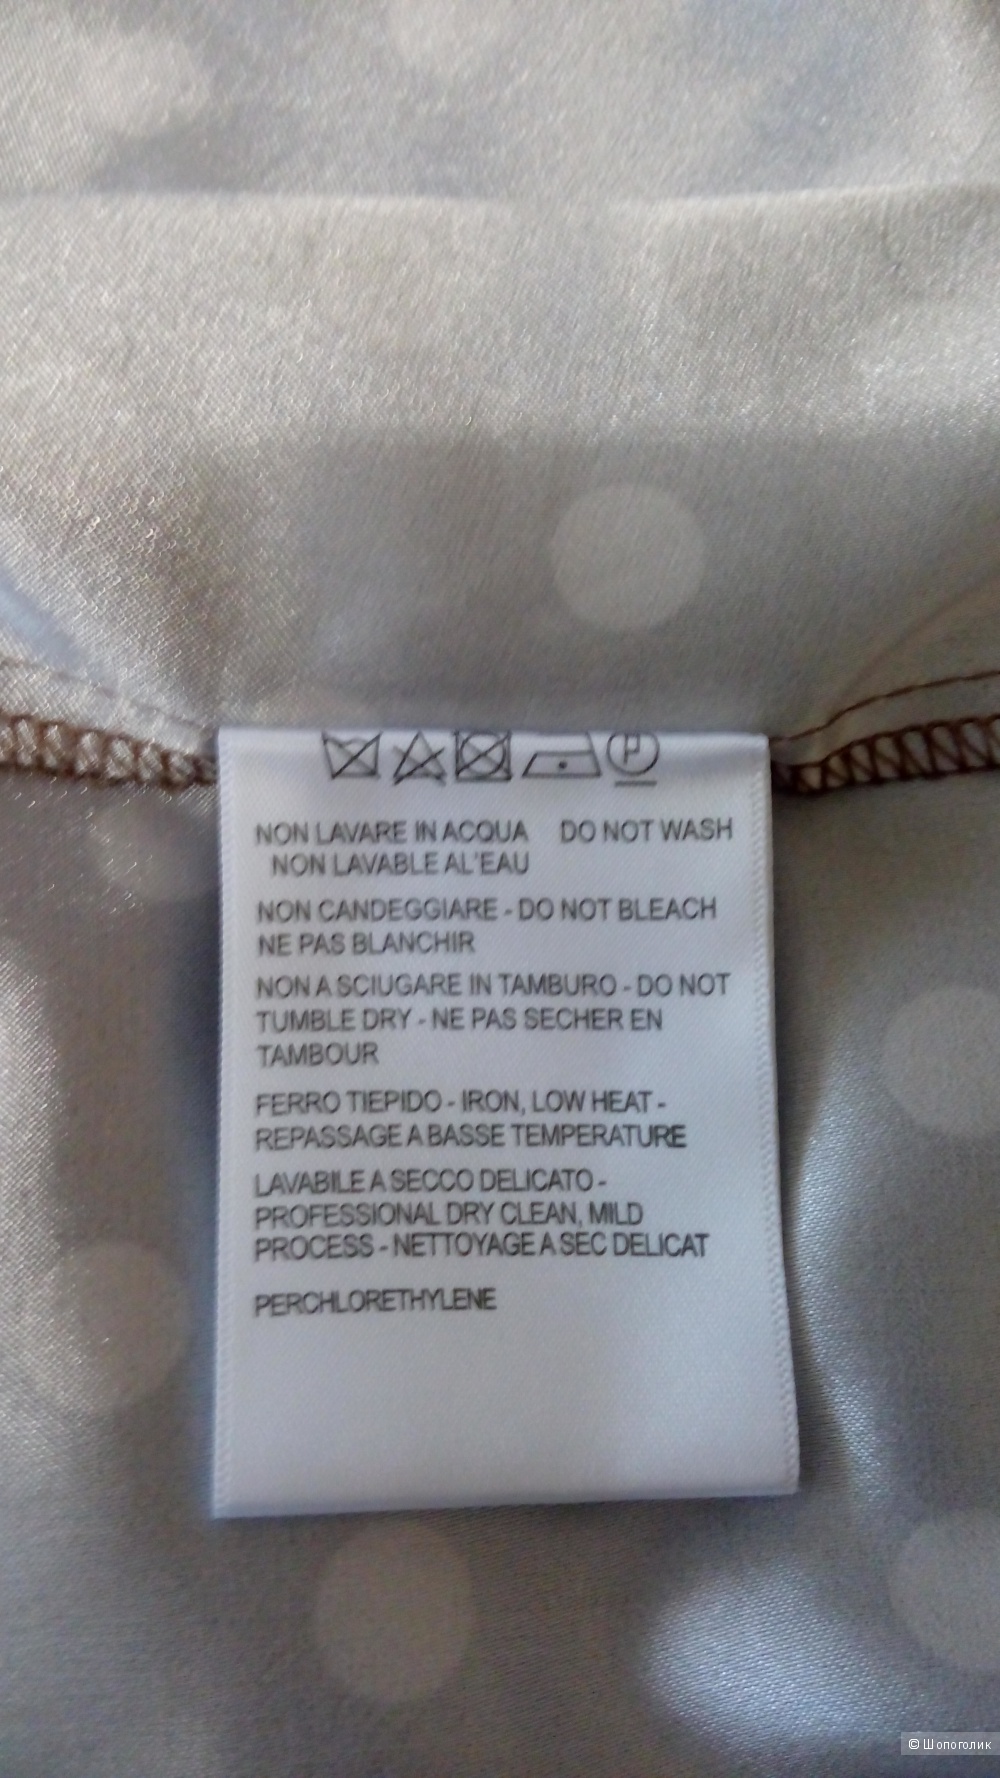 P
NON LAVARE IN ACQUA DO NOT WASH
NON LAVABLE A L'EAU
NON CANDEGGIARE - DO NOT BLEACH
NE PAS BLANCHIR
NON A SCIUGARE IN TAMBURO - DO NOT
TUMBLE DRY - NE PAS SECHER EN
TAMBOUR
FERRO TIEPIDO - IRON, LOW HEAT -
REPASSAGE A BASSE TEMPERATURE
LAVABILE A SECCO DELICATO -
PROFESSIONAL DRY CLEAN, MILD
PROCESS - NETTOYAGE A SEC DELICAT
PERCHLORETHYLENE
© Шопоголик